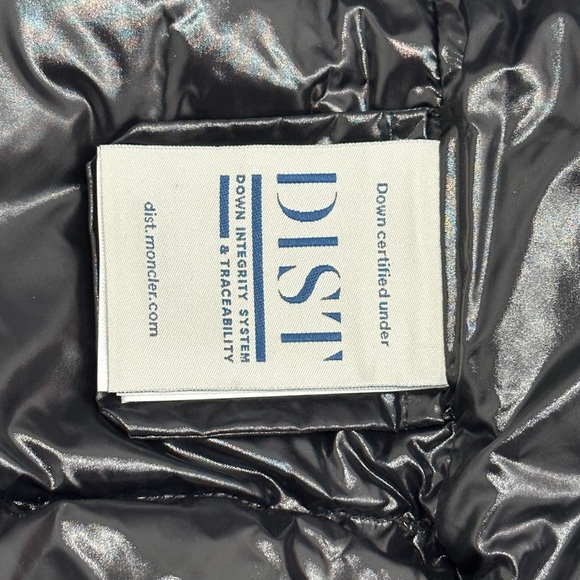 Down certified under
DIST
DOWN INTEGRITY SYSTEM
& TRACEABILITY
dist.moncler.com